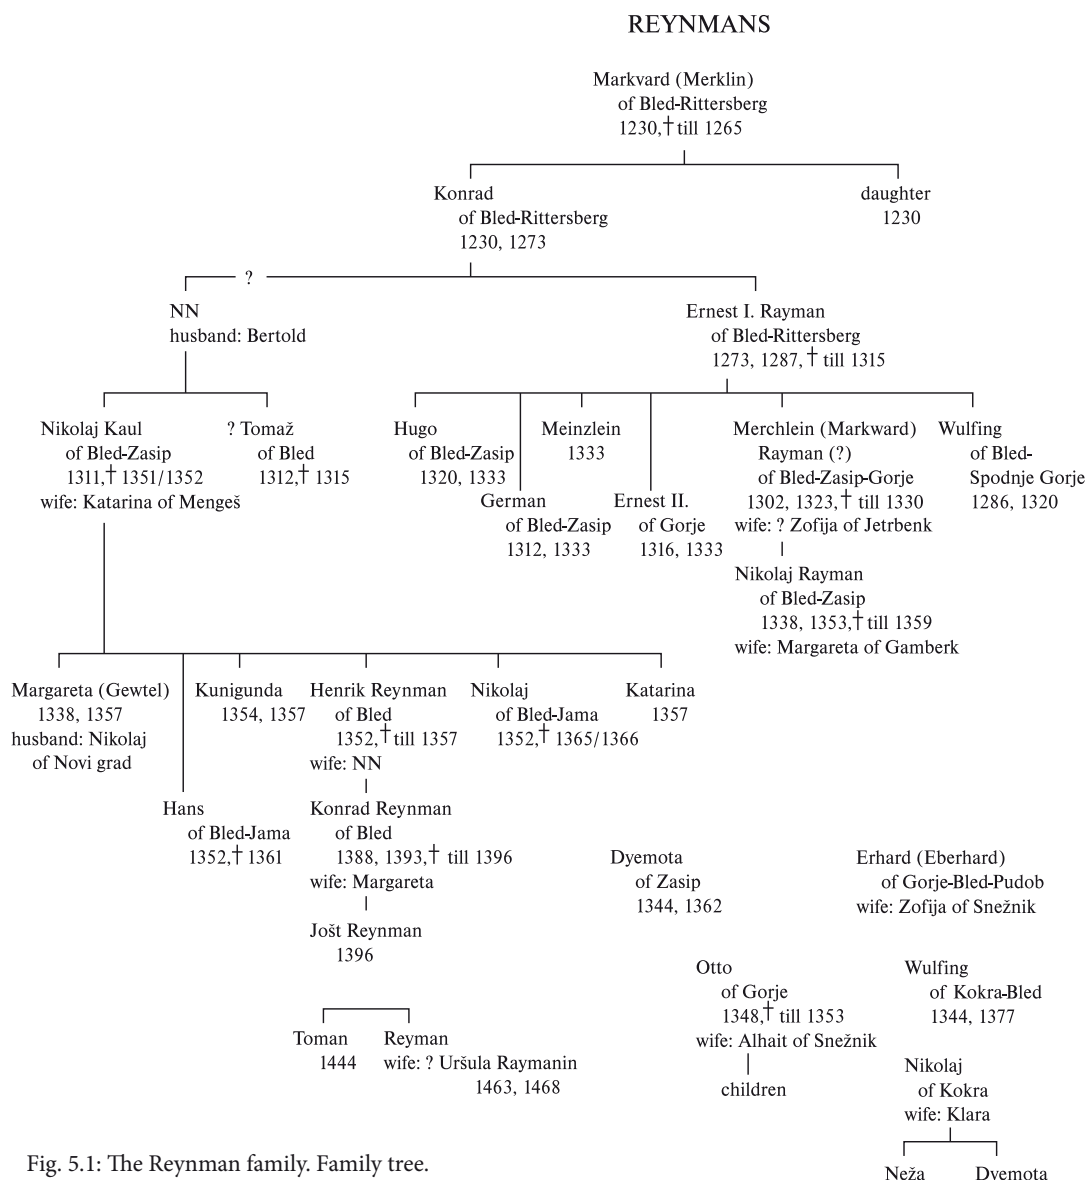 REYNMANS
Markvard (Merklin)
of Bled-Rittersberg
1230,† till 1265
Konrad
of Bled-Rittersberg
1230, 1273
daughter
1230
?
NN
husband: Bertold
Ernest I. Rayman
of Bled-Rittersberg
1273, 1287,† till 1315
Nikolaj Kaul
of Bled-Zasip
1311,† 1351/1352
wife: Katarina of Mengeš
? Tomaž
of Bled
1312,† 1315
Hugo
of Bled-Zasip
1320, 1333
German
of Bled-Zasip
1312, 1333
Meinzlein
1333
Ernest II.
of Gorje
1316, 1333
Merchlein (Markward)
Rayman (?)
of Bled-Zasip-Gorje
1302, 1323,† till 1330
wife: ? Zofija of Jetrbenk
Wulfing
of Bled-
Spodnje Gorje
1286, 1320
Nikolaj Rayman
of Bled-Zasip
1338, 1353,† till 1359
wife: Margareta of Gamberk
Margareta (Gewtel)
1338, 1357
husband: Nikolaj
of Novi grad
Kunigunda
1354, 1357
Henrik Reynman
of Bled
1352,† till 1357
wife: NN
Nikolaj
of Bled-Jama
1352,† 1365/1366
Katarina
1357
Hans
of Bled-Jama
1352,† 1361
Konrad Reynman
of Bled
1388, 1393,† till 1396
wife: Margareta
Jošt Reynman
1396
Dyemota
of Zasip
1344, 1362
Erhard (Eberhard)
of Gorje-Bled-Pudob
wife: Zofija of Snežnik
Otto
of Gorje
1348,† till 1353
wife: Alhait of Snežnik
children
Wulfing
of Kokra-Bled
1344, 1377
Toman
1444
Reyman
wife: ? Uršula Raymanin
1463, 1468
Nikolaj
of Kokra
wife: Klara
Neža
Dyemota
Fig. 5.1: The Reynman family. Family tree.